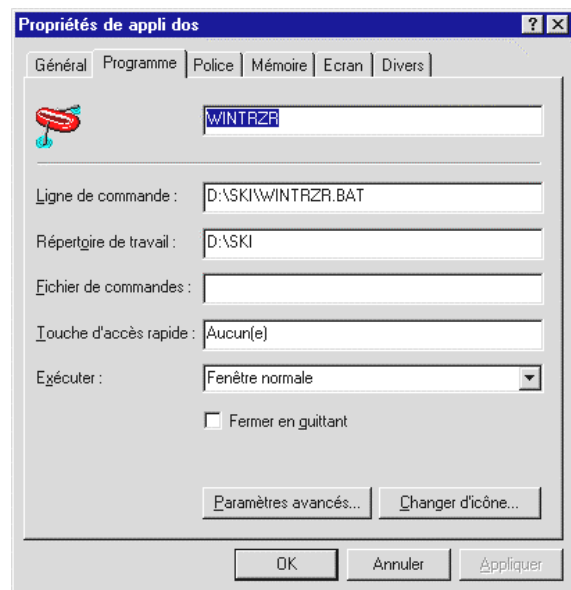 Propriétés de appli dos
Général Programme Police Mémoire Ecran Divers
WINTRZR
Ligne de commande : D:\SKI\WINTRZR.BAT
Répertoire de travail : D:\SKI
Fichier de commandes :
Touche d'accès rapide : Aucun(e)
Exécuter : Fenêtre normale
Fermer en quittant
Paramètres avancés... Changer d'icône...
OK Annuler Appliquer